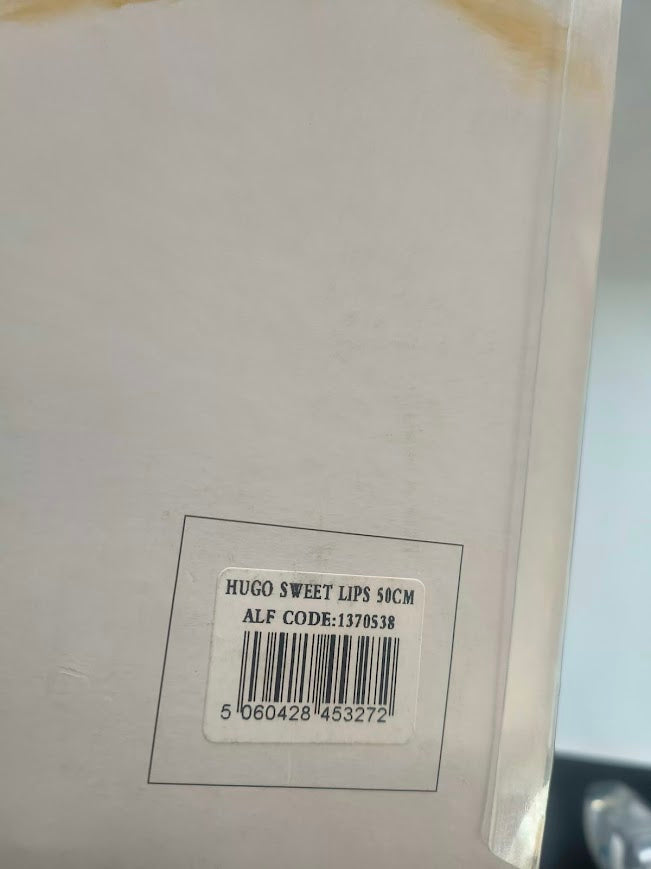 HUGO SWEET LIPS 50CM
ALF CODE:1370538
5 060428 453272